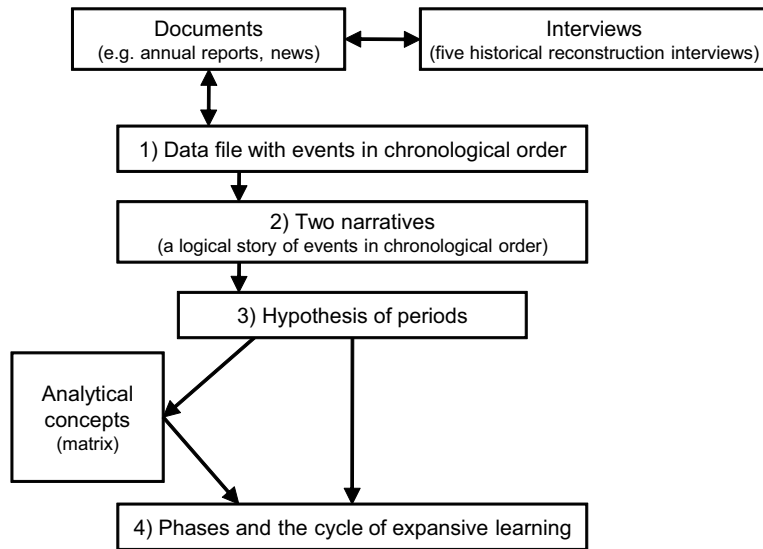 Documents
(e.g. annual reports, news)
Interviews
(five historical reconstruction interviews)
1) Data file with events in chronological order
2) Two narratives
(a logical story of events in chronological order)
3) Hypothesis of periods
Analytical
concepts
(matrix)
4) Phases and the cycle of expansive learning